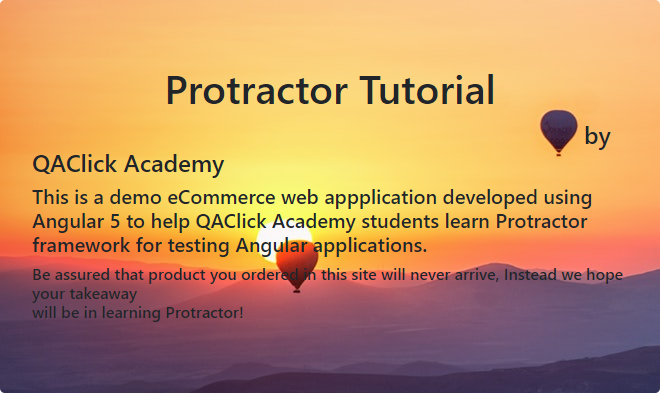 Protractor Tutorial
by
QAClick Academy
This is a demo eCommerce web appplication developed using
Angular 5 to help QAClick Academy students learn Protractor
framework for testing Angular applications.
Be assured that product you ordered in this site will never arrive, Instead we hope
your takeaway
will be in learning Protractor!